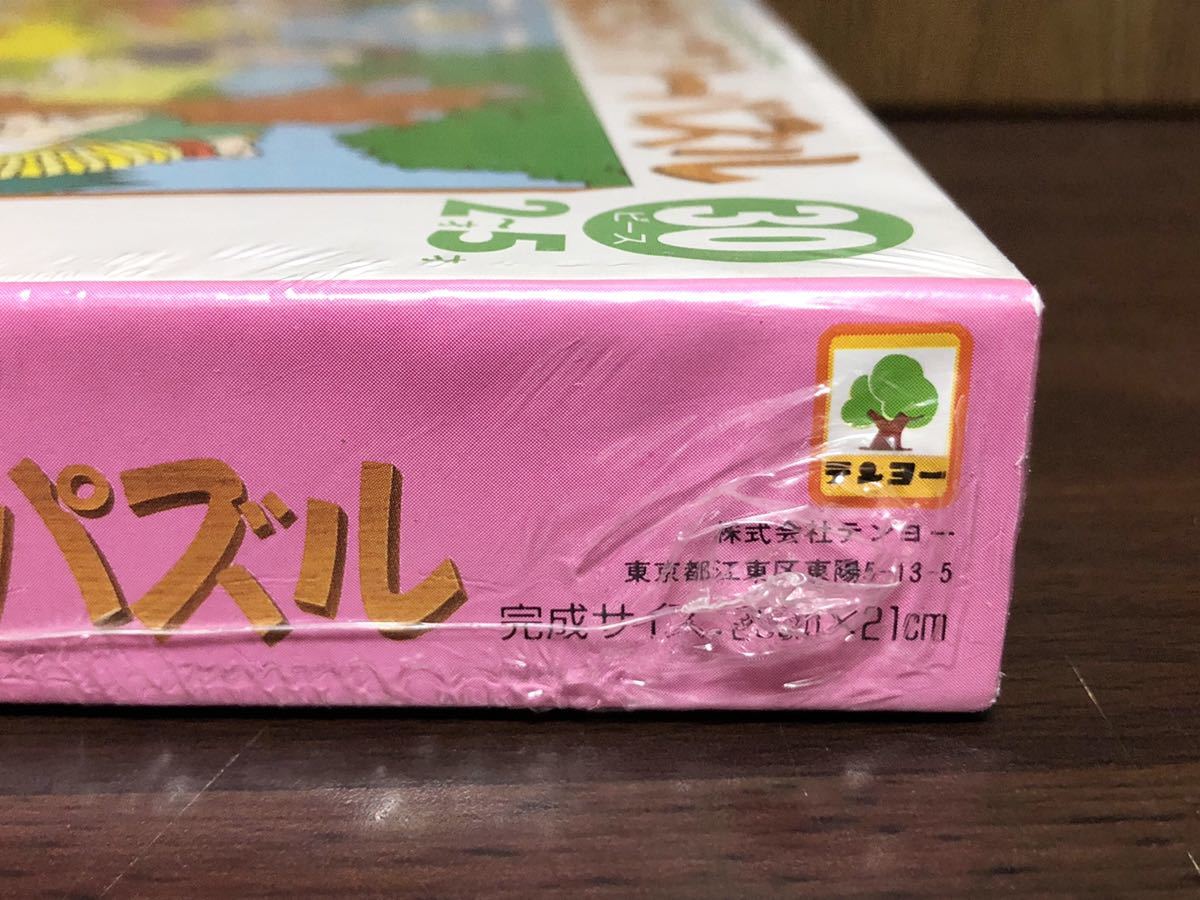 ーパズル
30
ピース
2~5才
パズル
テンヨー
株式会社テンヨー
東京都江東区東陽5-13-5
完成サイズ: ×21cm